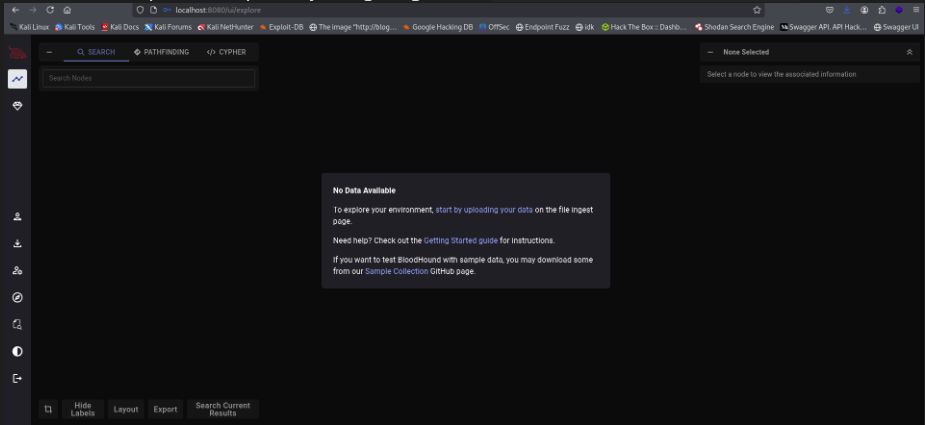 localhost:8080/ui/explore
Kali Linux Kali Tools Kali Docs Kali Forums Kali NetHunter Exploit-DB The image "http://blog.... Google Hacking DB OffSec Endpoint Fuzz idk Hack The Box :: Dashb... Shodan Search Engine Swagger API. API Hack... Swagger UI
SEARCH PATHFINDING </> CYPHER
None Selected
Search Nodes
Select a node to view the associated information
No Data Available
To explore your environment, start by uploading your data on the file ingest
page.
Need help? Check out the Getting Started guide for instructions.
If you want to test BloodHound with sample data, you may download some
from our Sample Collection GitHub page.
Hide Labels
Layout
Export
Search Current Results